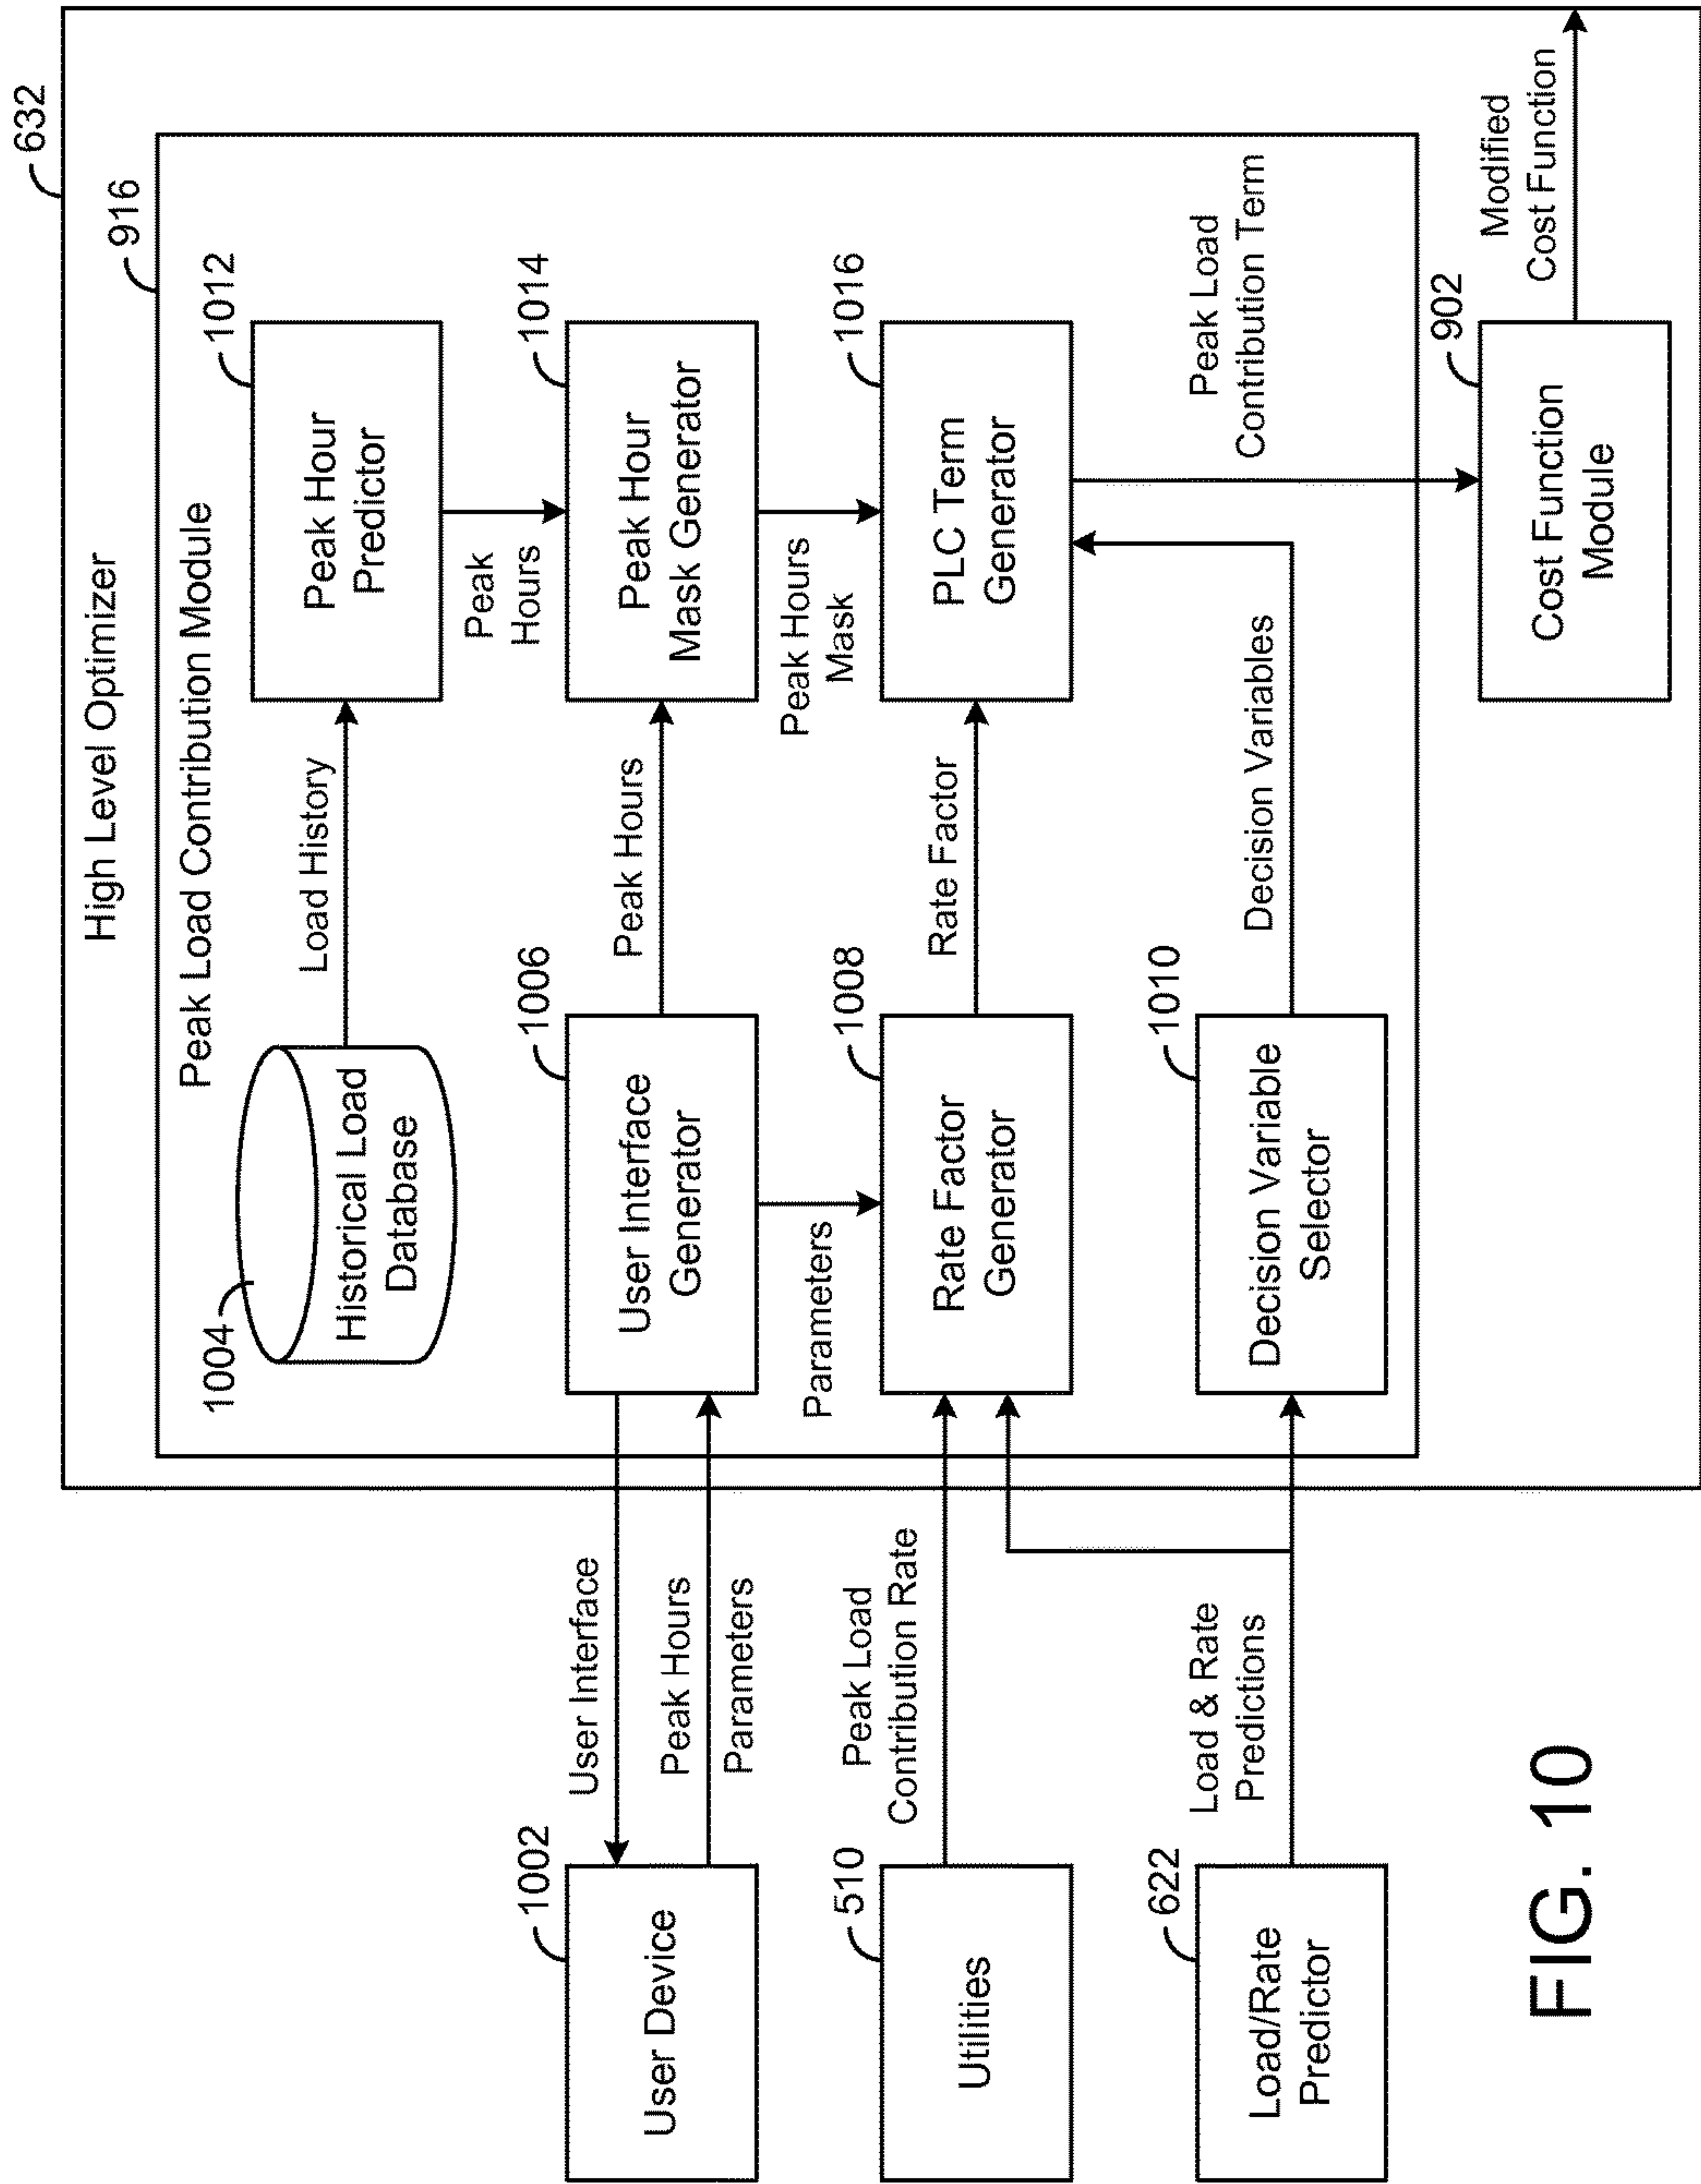 632
High Level Optimizer
916
Peak Load Contribution Module
1004
Historical Load
Database
Load History
1012
Peak Hour
Predictor
Peak
Hours
1002
User Device
User Interface
Peak Hours
Parameters
1006
User Interface
Generator
Peak Hours
1014
Peak Hour
Mask Generator
Parameters
Peak Hours
Mask
510
Utilities
Peak Load
Contribution Rate
1008
Rate Factor
Generator
Rate Factor
1016
PLC Term
Generator
622
Load/Rate
Predictor
Load & Rate
Predictions
1010
Decision Variable
Selector
Decision Variables
Peak Load
Contribution Term
902
Cost Function
Module
Modified
Cost Function
FIG. 10